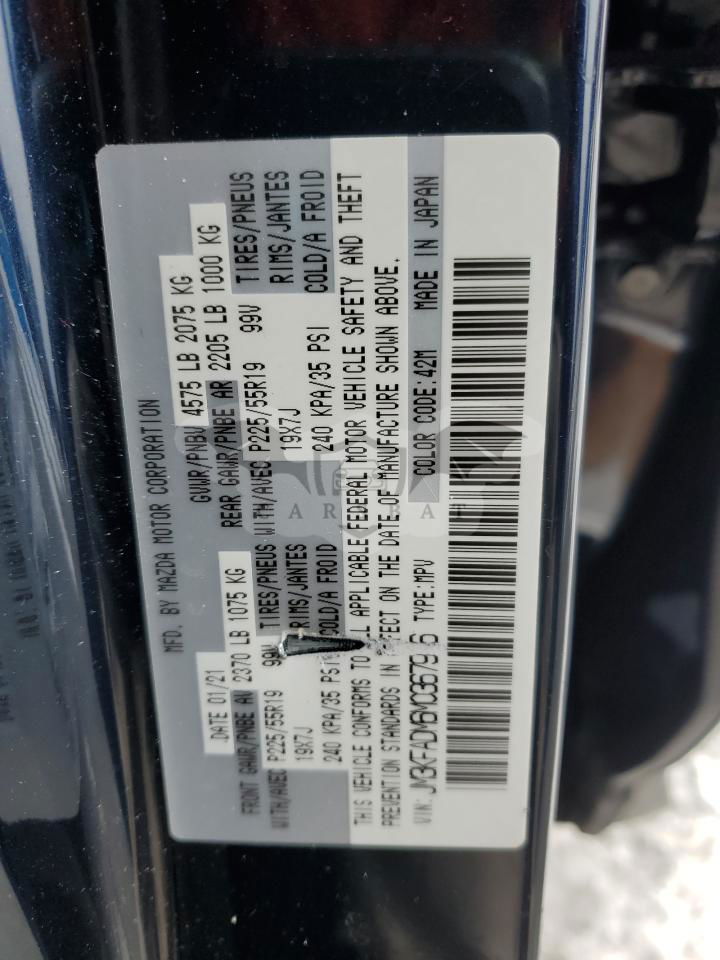 MFD. BY MAZDA MOTOR CORPORATION
DATE 01/21 GVWR/PNBV 4575 LB 2075 KG
FRONT GAWR/PNBE AV 2370 LB 1075 KG REAR GAWR/PNBE AR 2205 LB 1000 KG
WITH/AVEC P225/55R19 99V TIRES/PNEUS WITH/AVEC P225/55R19 99V TIRES/PNEUS
19X7J RIMS/JANTES 19X7J RIMS/JANTES
240 KPA/35 PSI COLD/A FROID 240 KPA/35 PSI COLD/A FROID
THIS VEHICLE CONFORMS TO ALL APPLICABLE FEDERAL MOTOR VEHICLE SAFETY AND THEFT
PREVENTION STANDARDS IN EFFECT ON THE DATE OF MANUFACTURE SHOWN ABOVE.
VIN: TYPE:MPV COLOR CODE:42M MADE IN JAPAN